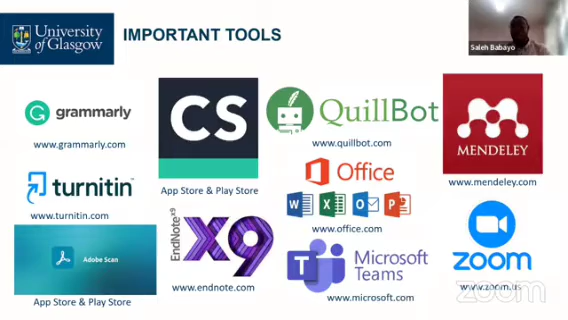 University
of Glasgow
IMPORTANT TOOLS
Saleh Babayo
grammarly
www.grammarly.com
CS
App Store & Play Store
QuillBot
www.quillbot.com
MENDELEY
www.mendeley.com
turnitin
www.turnitin.com
Office
W X O P
www.office.com
Adobe Scan
App Store & Play Store
EndNote x9
X9
www.endnote.com
T
Microsoft
Teams
www.microsoft.com
zoom
www.zoom.us
zoom